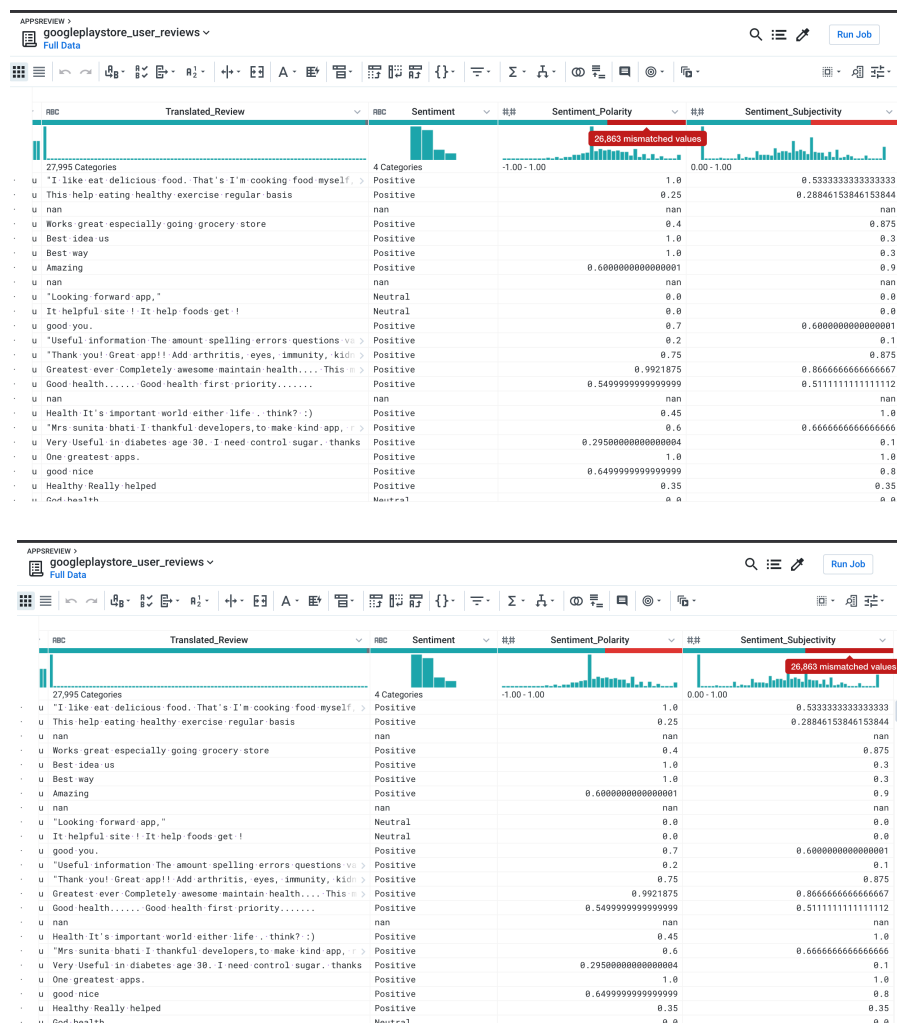 APPSREVIEW >
googleplaystore_user_reviews
Full Data
Run Job
ABC Translated_Review ABC Sentiment #.# Sentiment_Polarity #.# Sentiment_Subjectivity
26,863 mismatched values
27,995 Categories 4 Categories -1.00 - 1.00 0.00 - 1.00
u "I·like·eat·delicious·food.·That's·I'm·cooking·food·myself, Positive 1.0 0.5333333333333333
u This·help·eating·healthy·exercise·regular·basis Positive 0.25 0.28846153846153844
u nan nan nan nan
u Works·great·especially·going·grocery·store Positive 0.4 0.875
u Best·idea·us Positive 1.0 0.3
u Best·way Positive 1.0 0.3
u Amazing Positive 0.6000000000000001 0.9
u nan nan nan nan
u "Looking·forward·app," Neutral 0.0 0.0
u It·helpful·site·!·It·help·foods·get·! Neutral 0.0 0.0
u good·you. Positive 0.7 0.6000000000000001
u "Useful·information·The·amount·spelling·errors·questions·va Positive 0.2 0.1
u "Thank·you!·Great·app!!·Add·arthritis,·eyes,·immunity,·kidn Positive 0.75 0.875
u Greatest·ever·Completely·awesome·maintain·health....·This·m Positive 0.9921875 0.8666666666666667
u Good·health......·Good·health·first·priority....... Positive 0.5499999999999999 0.5111111111111112
u nan nan nan nan
u Health·It's·important·world·either·life·.·think?·:) Positive 0.45 1.0
u "Mrs·sunita·bhati·I·thankful·developers,to·make·kind·app,·r Positive 0.6 0.6666666666666666
u Very·Useful·in·diabetes·age·30.·I·need·control·sugar.·thanks Positive 0.29500000000000004 0.1
u One·greatest·apps. Positive 1.0 1.0
u good·nice Positive 0.6499999999999999 0.8
u Healthy·Really·helped Positive 0.35 0.35
u God·health Neutral 0.0 0.0
APPSREVIEW >
googleplaystore_user_reviews
Full Data
Run Job
ABC Translated_Review ABC Sentiment #.# Sentiment_Polarity #.# Sentiment_Subjectivity
26,863 mismatched values
27,995 Categories 4 Categories -1.00 - 1.00 0.00 - 1.00
u "I·like·eat·delicious·food.·That's·I'm·cooking·food·myself, Positive 1.0 0.5333333333333333
u This·help·eating·healthy·exercise·regular·basis Positive 0.25 0.28846153846153844
u nan nan nan nan
u Works·great·especially·going·grocery·store Positive 0.4 0.875
u Best·idea·us Positive 1.0 0.3
u Best·way Positive 1.0 0.3
u Amazing Positive 0.6000000000000001 0.9
u nan nan nan nan
u "Looking·forward·app," Neutral 0.0 0.0
u It·helpful·site·!·It·help·foods·get·! Neutral 0.0 0.0
u good·you. Positive 0.7 0.6000000000000001
u "Useful·information·The·amount·spelling·errors·questions·va Positive 0.2 0.1
u "Thank·you!·Great·app!!·Add·arthritis,·eyes,·immunity,·kidn Positive 0.75 0.875
u Greatest·ever·Completely·awesome·maintain·health....·This·m Positive 0.9921875 0.8666666666666667
u Good·health......·Good·health·first·priority....... Positive 0.5499999999999999 0.5111111111111112
u nan nan nan nan
u Health·It's·important·world·either·life·.·think?·:) Positive 0.45 1.0
u "Mrs·sunita·bhati·I·thankful·developers,to·make·kind·app,·r Positive 0.6 0.6666666666666666
u Very·Useful·in·diabetes·age·30.·I·need·control·sugar.·thanks Positive 0.29500000000000004 0.1
u One·greatest·apps. Positive 1.0 1.0
u good·nice Positive 0.6499999999999999 0.8
u Healthy·Really·helped Positive 0.35 0.35
u God·health Neutral 0.0 0.0